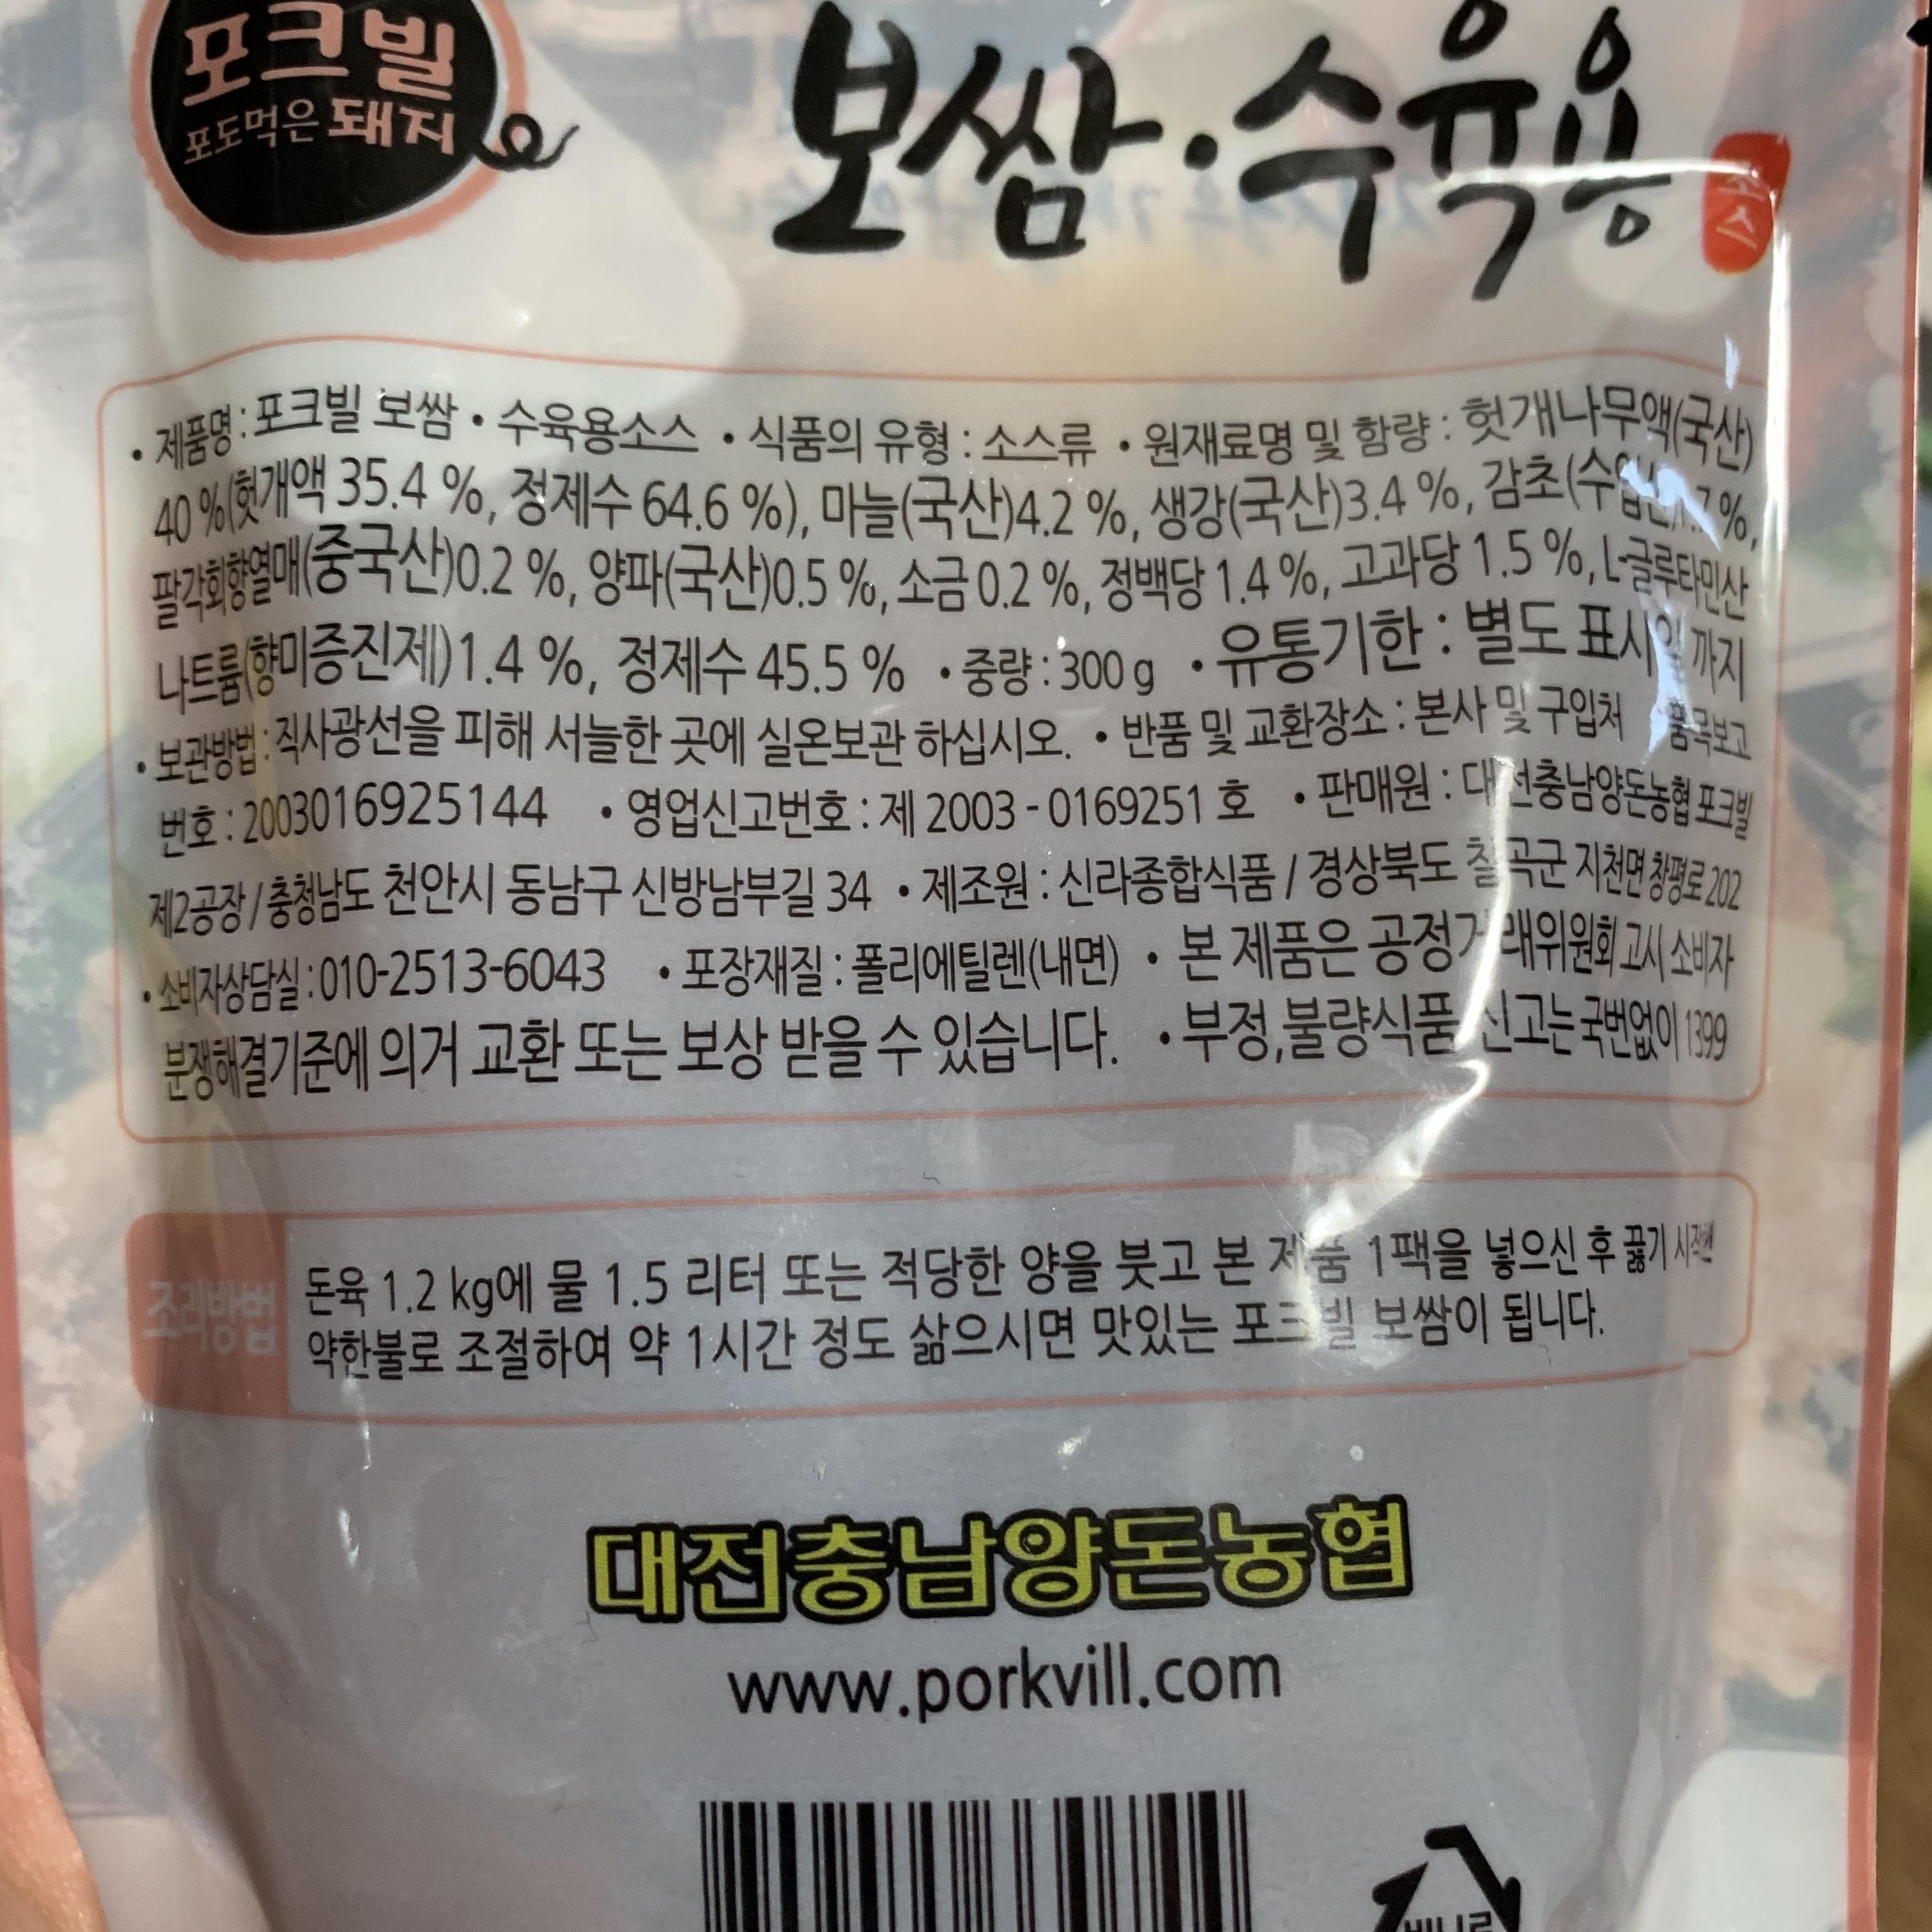 포크빌
포도먹은 돼지
보쌈·수육용
소스
• 제품명 : 포크빌 보쌈 • 수육용소스 • 식품의 유형 : 소스류 • 원재료명 및 함량 : 헛개나무액(국산)
40 %(헛개액 35.4 %, 정제수 64.6 %), 마늘(국산)4.2 %, 생강(국산)3.4 %, 감초
팔각회향열매(중국산)0.2 %, 양파(국산)0.5 %, 소금 0.2 %, 정백당 1.4 %, 고과당 1.5 %, L-글루타민산
나트륨(향미증진제)1.4 %, 정제수 45.5 % • 중량 : 300 g • 유통기한 : 별도 표시일 까지
• 보관방법 : 직사광선을 피해 서늘한 곳에 실온보관 하십시오. • 반품 및 교환장소 : 본사 및 구입처 품목보고
번호 : 2003016925144 • 영업신고번호 : 제 2003 - 0169251 호 • 판매원 : 대전충남양돈농협 포크빌
제2공장 / 충청남도 천안시 동남구 신방남부길 34 • 제조원 : 신라종합식품 / 경상북도 칠곡군 지천면 창평로 202
• 소비자상담실 : 010-2513-6043 • 포장재질 : 폴리에틸렌(내면) • 본 제품은 공정거래위원회 고시 소비자
분쟁해결기준에 의거 교환 또는 보상 받을 수 있습니다. • 부정,불량식품 신고는 국번없이 1399
조리방법
돈육 1.2 kg에 물 1.5 리터 또는 적당한 양을 붓고 본 제품 1팩을 넣으신 후 끓기 시작하면
약한불로 조절하여 약 1시간 정도 삶으시면 맛있는 포크빌 보쌈이 됩니다.
대전충남양돈농협
www.porkvill.com